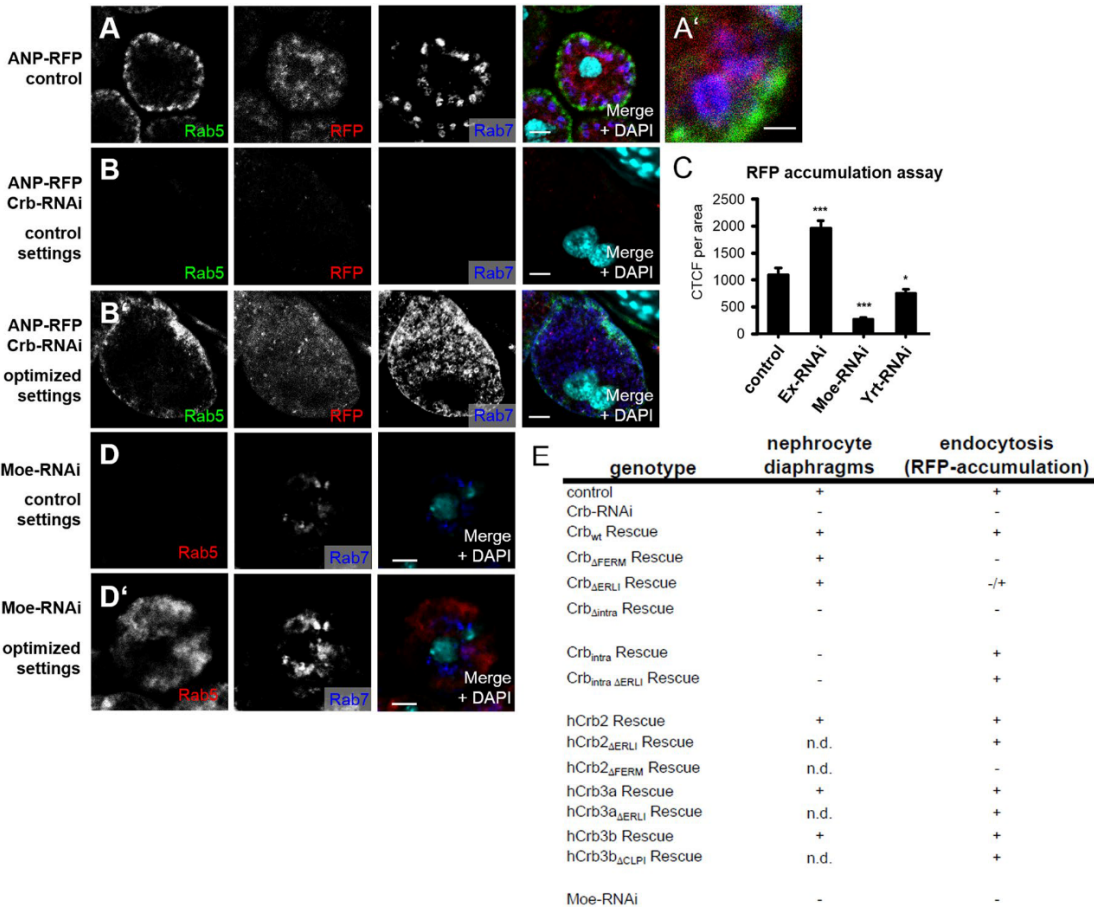 A
ANP-RFP
control
Rab5
RFP
Rab7
Merge
+ DAPI
A'
B
ANP-RFP
Crb-RNAi
control
settings
Rab5
RFP
Rab7
Merge
+ DAPI
B'
ANP-RFP
Crb-RNAi
optimized
settings
Rab5
RFP
Rab7
Merge
+ DAPI
C
RFP accumulation assay
CTCF per area
2500
2000
1500
1000
500
0
***
***
*
control
Ex-RNAi
Moe-RNAi
Yrt-RNAi
D
Moe-RNAi
control
settings
Rab5
Rab7
Merge
+ DAPI
D'
Moe-RNAi
optimized
settings
Rab5
Rab7
Merge
+ DAPI
E
genotype nephrocyte diaphragms endocytosis (RFP-accumulation)
control + +
Crb-RNAi - -
Crbwt Rescue + +
CrbΔFERM Rescue + -
CrbΔERLI Rescue + -/+
CrbΔintra Rescue - -
Crbintra Rescue - +
Crbintra ΔERLI Rescue - +
hCrb2 Rescue + +
hCrb2ΔERLI Rescue n.d. +
hCrb2ΔFERM Rescue n.d. -
hCrb3a Rescue + +
hCrb3aΔERLI Rescue n.d. +
hCrb3b Rescue + +
hCrb3bΔCLPI Rescue n.d. +
Moe-RNAi - -